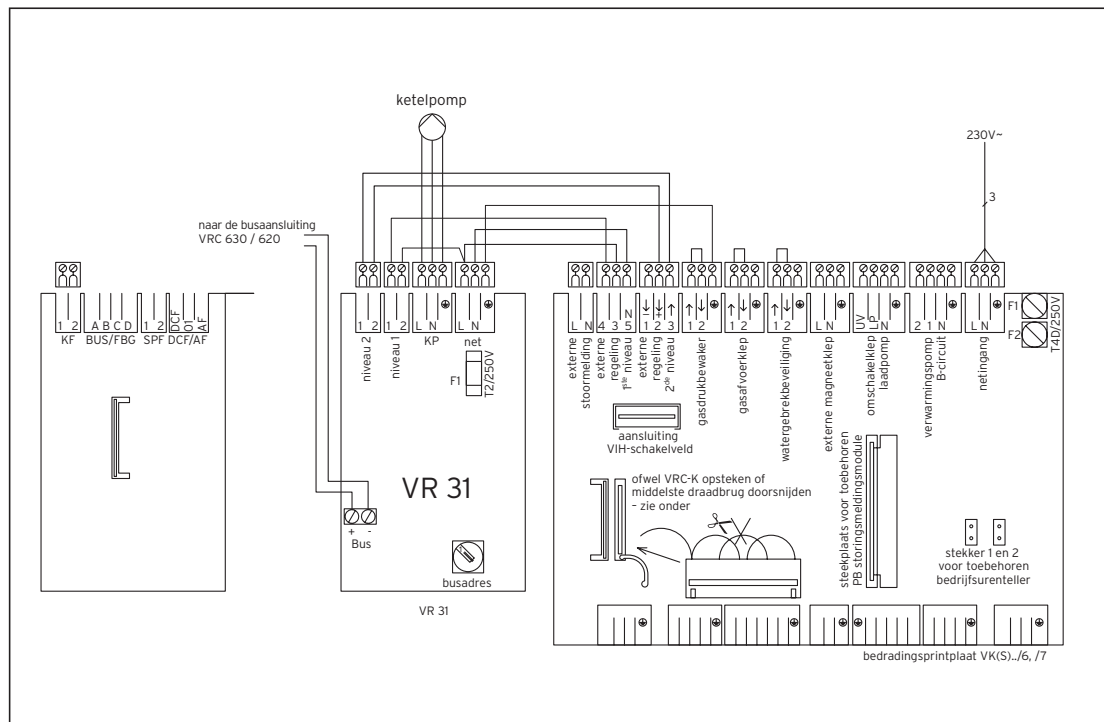 ketelpomp
230V~
3
naar de busaansluiting
VRC 630 / 620
1 2
KF
A B C D
BUS/FBG
1 2
SPF
DCF
01
AF
DCF/AF
1 2
niveau 2
1 2
niveau 1
L N
KP
L N
net
F1
T2/250V
VR 31
+ -
Bus
busadres
VR 31
L N
externe
stoormelding
4 3 5
N
externe
regeling
1ste niveau
1 2 3
- +
externe
regeling
2de niveau
1 2
gasdrukbewaker
1 2
gasafvoerklep
1 2
watergebrekbeveiliging
L N
externe magneetklep
UV
LP
N
omschakelklep
laadpomp
2 1 N
verwarmingspomp
B-circuit
L N
netingang
F1
F2
T4D/250V
aansluiting
VIH-schakelveld
ofwel VRC-K opsteken of
middelste draadbrug doorsnijden
– zie onder
steekplaats voor toebehoren
PB storingsmeldingsmodule
stekker 1 en 2
voor toebehoren
bedrijfsurenteller
bedradingsprintplaat VK(S)../6, /7